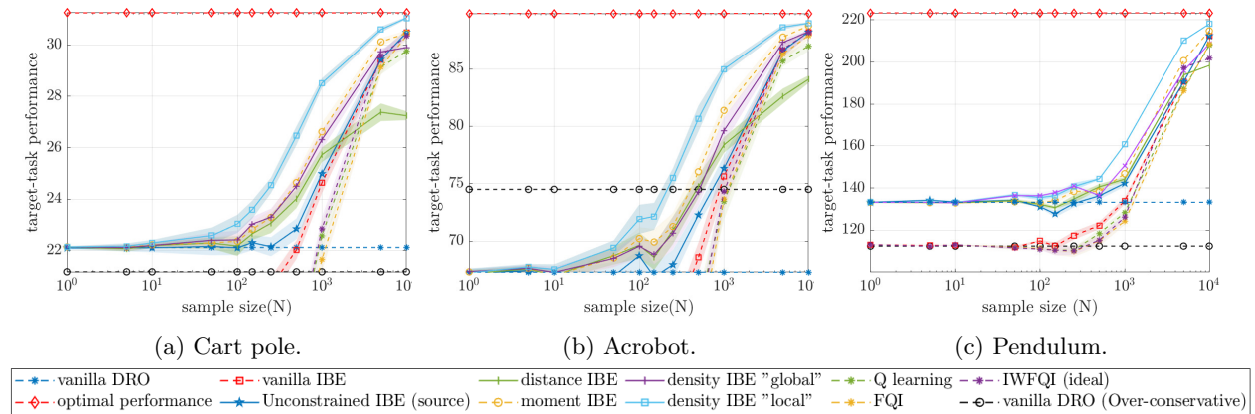 target-task performance
30
28
26
24
22
10^0
10^1
10^2
10^3
10
sample size(N)
(a) Cart pole.
target-task performance
85
80
75
70
10^0
10^1
10^2
10^3
10
sample size(N)
(b) Acrobot.
target-task performance
220
200
180
160
140
120
10^0
10^1
10^2
10^3
10^4
sample size (N)
(c) Pendulum.
vanilla DRO vanilla IBE distance IBE density IBE "global" Q learning IWFQI (ideal)
optimal performance Unconstrained IBE (source) moment IBE density IBE "local" FQI vanilla DRO (Over-conservative)